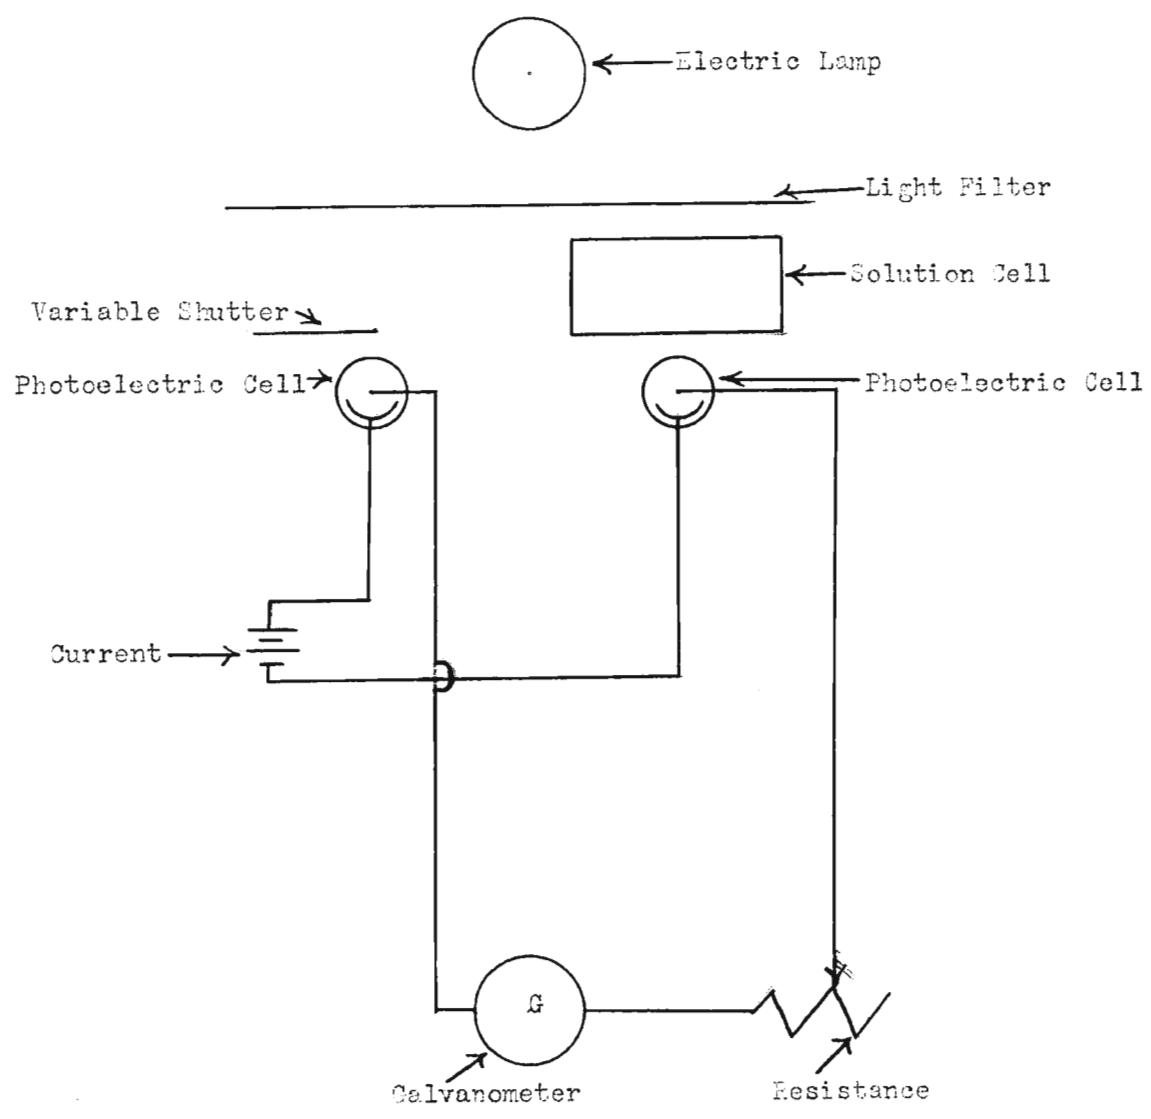 Electric Lamp
Light Filter
Solution Cell
Variable Shutter
Photoelectric Cell
Photoelectric Cell
Current
G
Galvanometer
Resistance